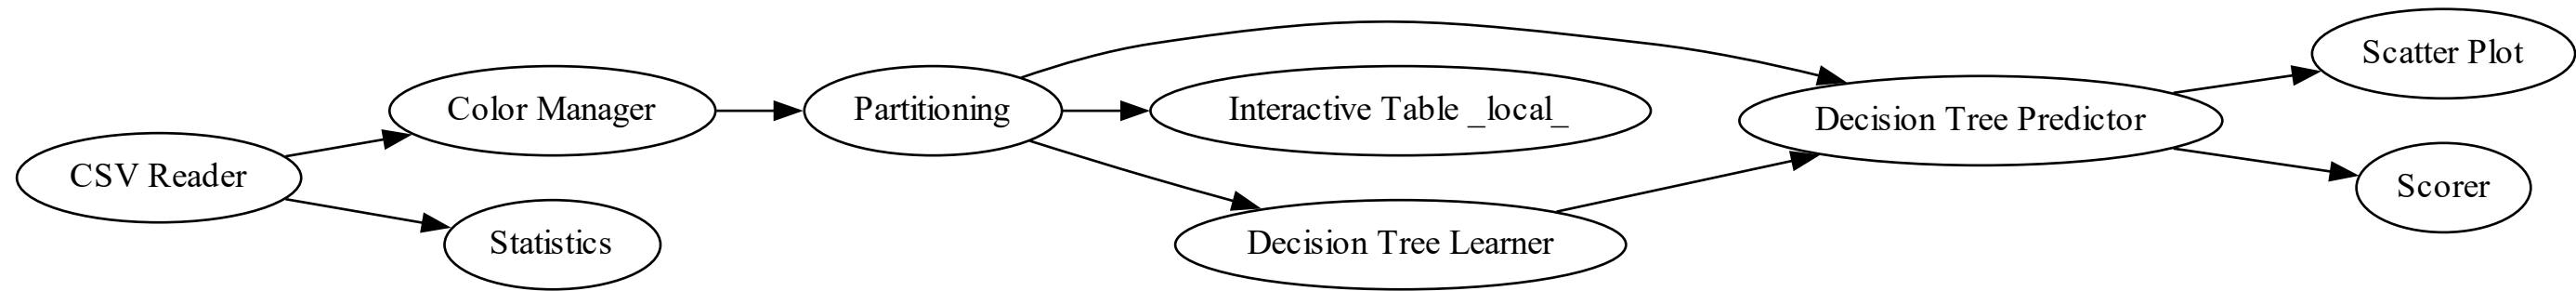 CSV Reader
Color Manager
Statistics
Partitioning
Interactive Table _local_
Decision Tree Learner
Decision Tree Predictor
Scatter Plot
Scorer